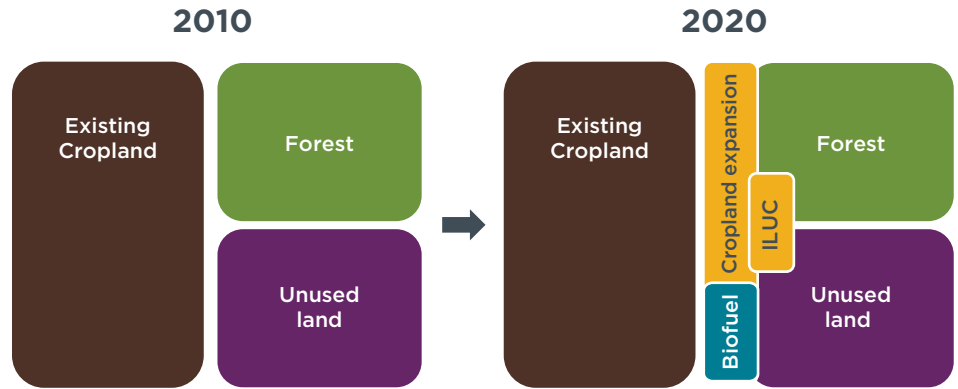 2010
Existing
Cropland
Forest
Unused
land
2020
Existing
Cropland
Cropland expansion
Biofuel
ILUC
Forest
Unused
land